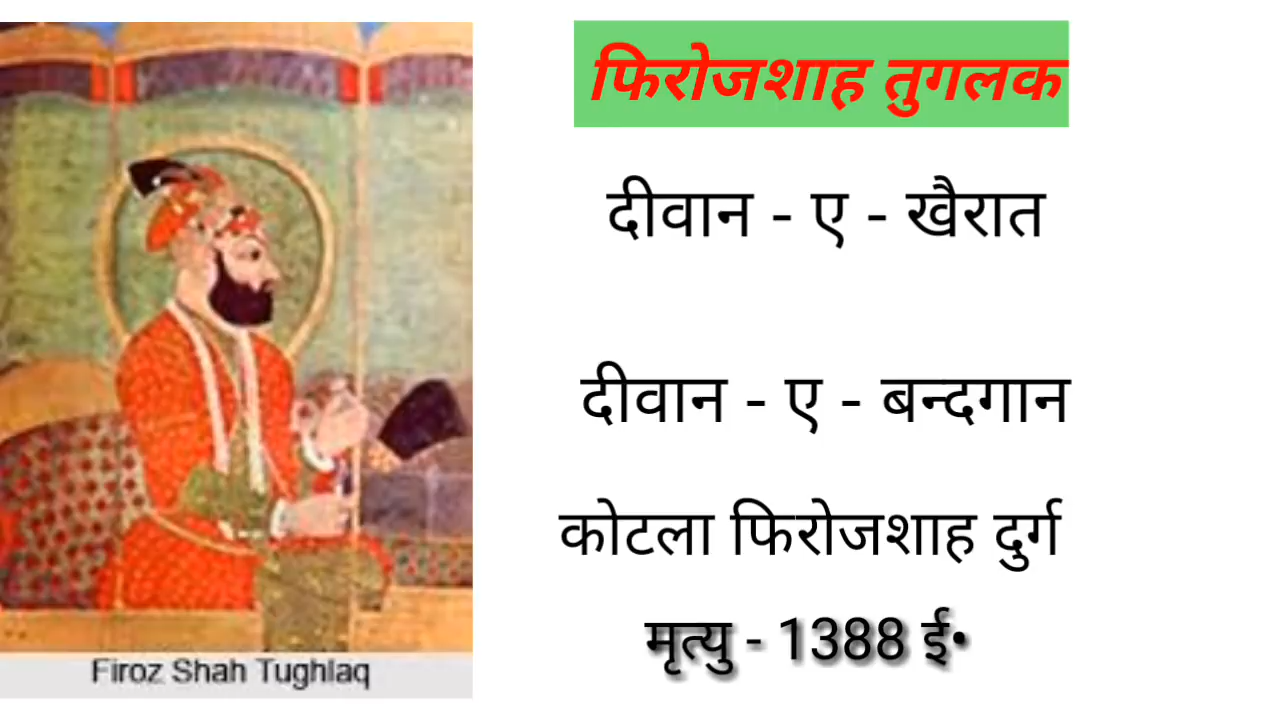 फिरोजशाह तुगलक
दीवान - ए - खैरात
दीवान - ए - बन्दगान
कोटला फिरोजशाह दुर्ग
मृत्यु - 1388 ई•
Firoz Shah Tughlaq